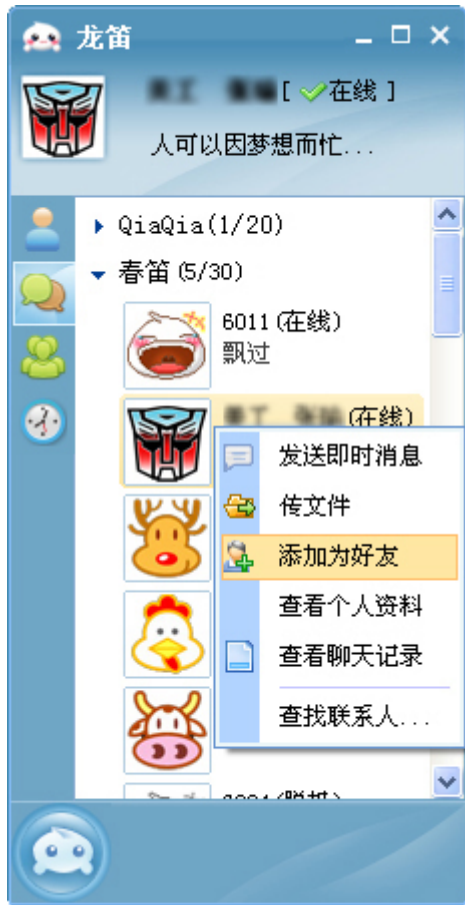 龙笛
[ 在线 ]
人可以因梦想而忙...
QiaQia(1/20)
春笛(5/30)
6011(在线)
飘过
(在线)
发送即时消息
传文件
添加为好友
查看个人资料
查看聊天记录
查找联系人...